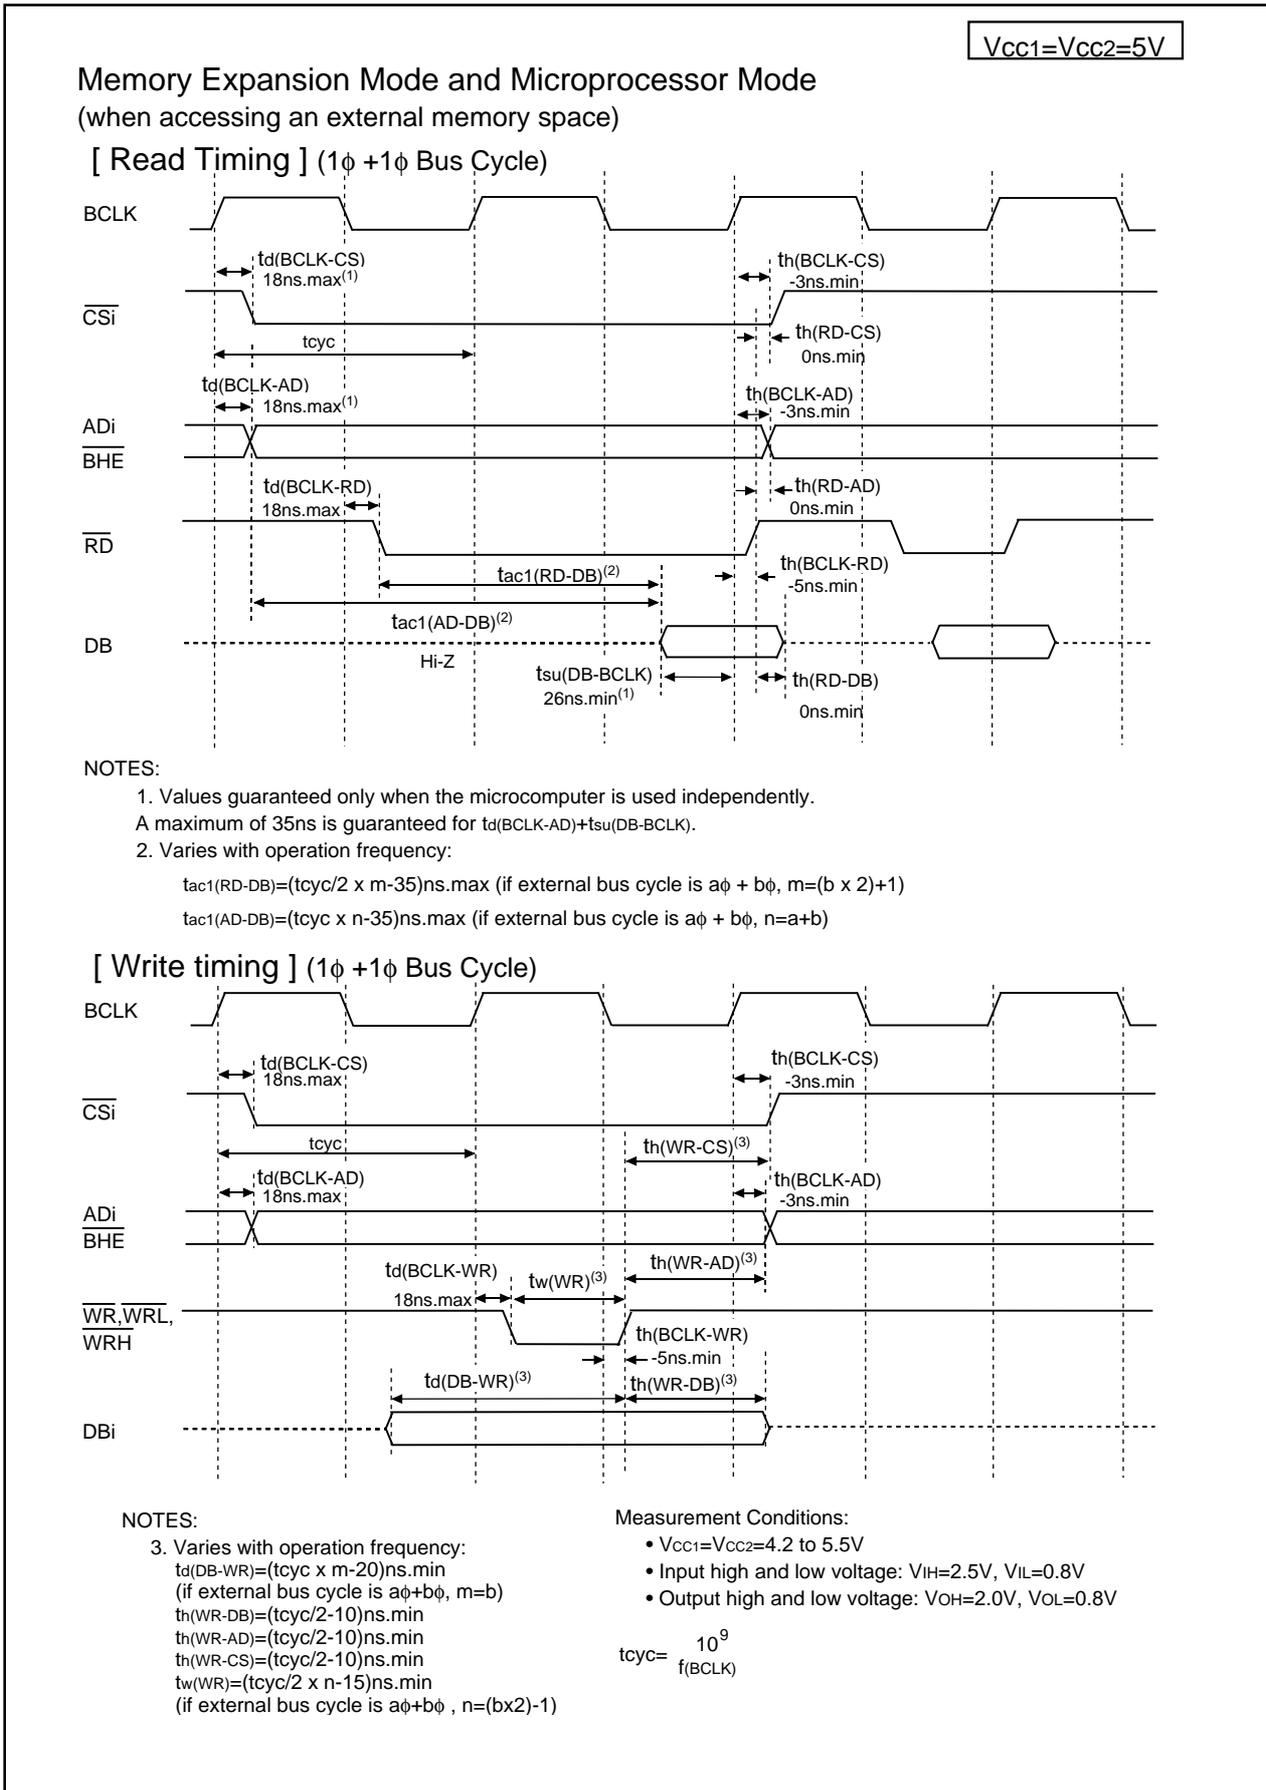 Vcc1=Vcc2=5V
Memory Expansion Mode and Microprocessor Mode
(when accessing an external memory space)
[ Read Timing ] (1ϕ +1ϕ Bus Cycle)
BCLK
td(BCLK-CS)
18ns.max(1)
th(BCLK-CS)
-3ns.min
CSi
th(RD-CS)
0ns.min
tcyc
td(BCLK-AD)
18ns.max(1)
th(BCLK-AD)
-3ns.min
ADi
BHE
td(BCLK-RD)
18ns.max
th(RD-AD)
0ns.min
RD
th(BCLK-RD)
-5ns.min
tac1(RD-DB)(2)
tac1(AD-DB)(2)
DB
Hi-Z
tsu(DB-BCLK)
26ns.min(1)
th(RD-DB)
0ns.min
NOTES:
1. Values guaranteed only when the microcomputer is used independently.
A maximum of 35ns is guaranteed for td(BCLK-AD)+tsu(DB-BCLK).
2. Varies with operation frequency:
tac1(RD-DB)=(tcyc/2 x m-35)ns.max (if external bus cycle is aϕ + bϕ, m=(b x 2)+1)
tac1(AD-DB)=(tcyc x n-35)ns.max (if external bus cycle is aϕ + bϕ, n=a+b)
[ Write timing ] (1ϕ +1ϕ Bus Cycle)
BCLK
td(BCLK-CS)
18ns.max
th(BCLK-CS)
-3ns.min
CSi
tcyc
th(WR-CS)(3)
td(BCLK-AD)
18ns.max
th(BCLK-AD)
-3ns.min
ADi
BHE
td(BCLK-WR)
18ns.max
tw(WR)(3)
th(WR-AD)(3)
WR,WRL,
WRH
th(BCLK-WR)
-5ns.min
td(DB-WR)(3)
th(WR-DB)(3)
DBi
NOTES:
3. Varies with operation frequency:
td(DB-WR)=(tcyc x m-20)ns.min
(if external bus cycle is aϕ+bϕ, m=b)
th(WR-DB)=(tcyc/2-10)ns.min
th(WR-AD)=(tcyc/2-10)ns.min
th(WR-CS)=(tcyc/2-10)ns.min
tw(WR)=(tcyc/2 x n-15)ns.min
(if external bus cycle is aϕ+bϕ , n=(bx2)-1)
Measurement Conditions:
• VCC1=VCC2=4.2 to 5.5V
• Input high and low voltage: VIH=2.5V, VIL=0.8V
• Output high and low voltage: VOH=2.0V, VOL=0.8V
10^9
tcyc=
f(BCLK)